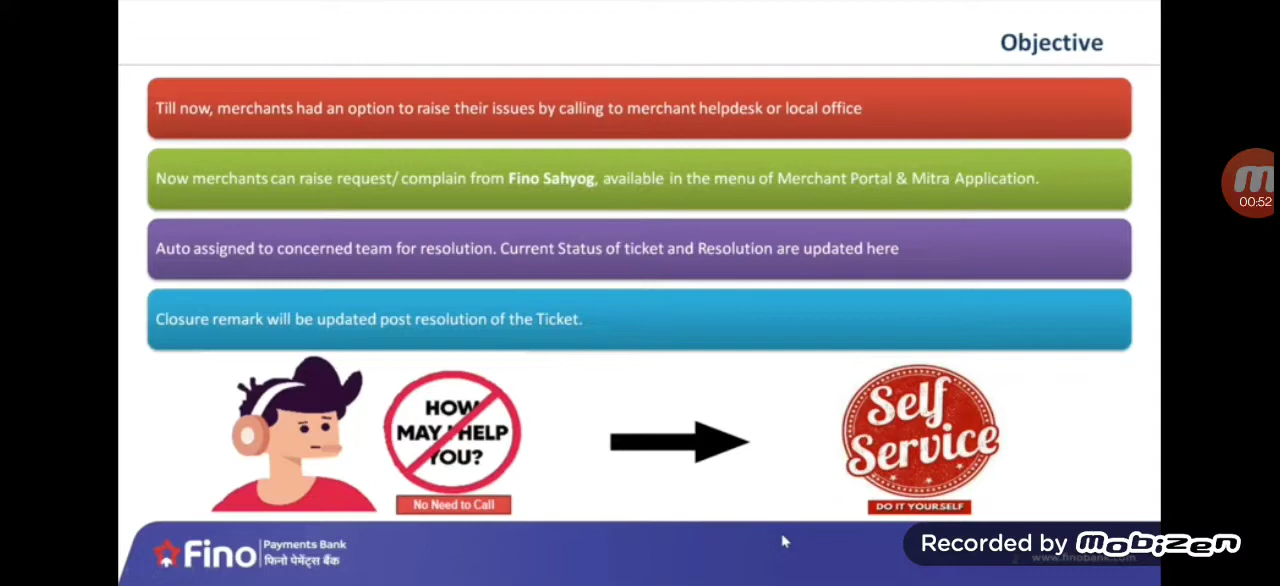 Objective
Till now, merchants had an option to raise their issues by calling to merchant helpdesk or local office
Now merchants can raise request/ complain from Fino Sahyog, available in the menu of Merchant Portal & Mitra Application.
Auto assigned to concerned team for resolution. Current Status of ticket and Resolution are updated here
Closure remark will be updated post resolution of the Ticket.
HOW
MAY I HELP
YOU?
No Need to Call
Self
Service
DO IT YOURSELF
Fino
Payments Bank
फिनो पेमेंट्स बैंक
00:52
Recorded by mobizen
www.finobank.com